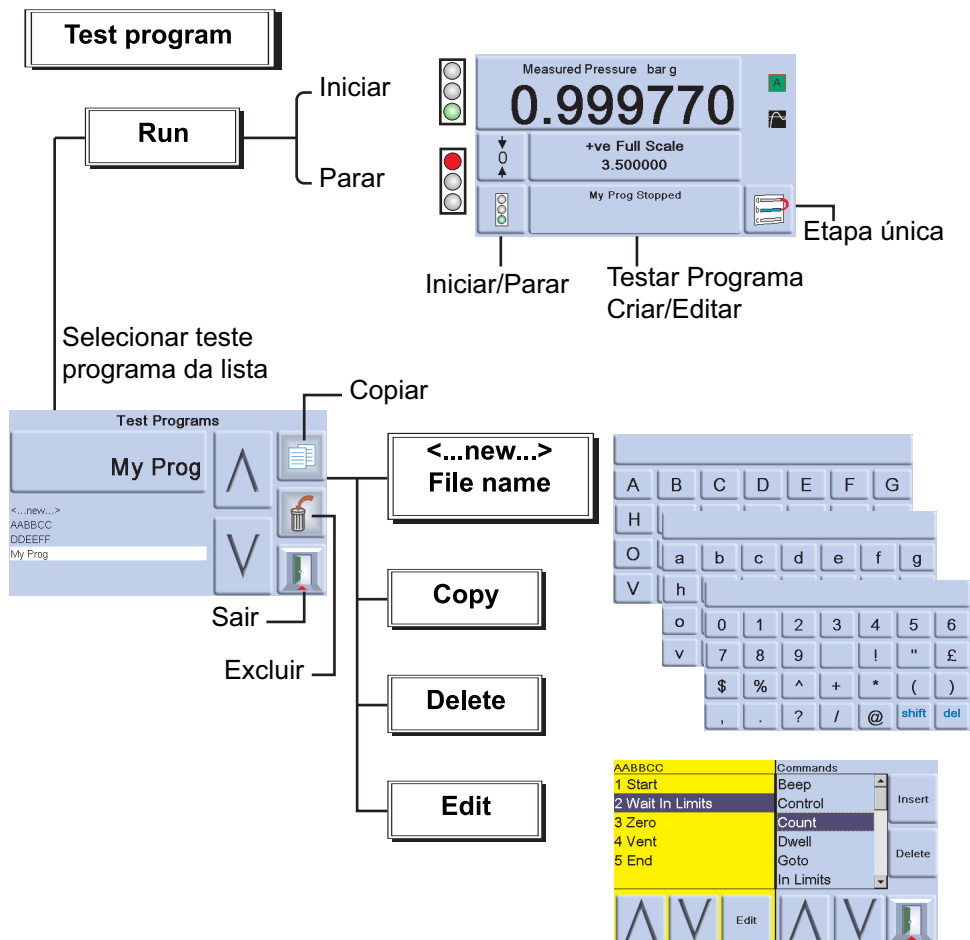 Test program
Run
Iniciar
Parar
Measured Pressure bar g
0.999770
A
0
+ve Full Scale
3.500000
My Prog Stopped
Etapa única
Iniciar/Parar
Testar Programa
Criar/Editar
Selecionar teste
programa da lista
Copiar
Test Programs
My Prog
<...new...>
AABBCC
DDEEFF
My Prog
Sair
Excluir
<...new...>
File name
Copy
Delete
Edit
A B C D E F G
H
O
V
a b c d e f g
h
o
v
0 1 2 3 4 5 6
7 8 9 ! " £
$ % ^ + * ( )
, . ? / @ shift del
AABBCC
1 Start
2 Wait In Limits
3 Zero
4 Vent
5 End
Edit
Commands
Beep
Control
Count
Dwell
Goto
In Limits
Insert
Delete